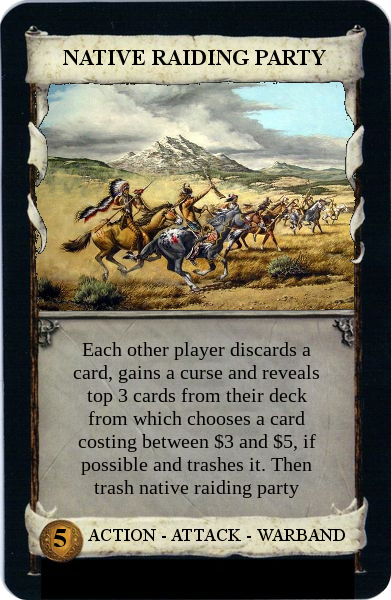 NATIVE RAIDING PARTY
Each other player discards a
card, gains a curse and reveals
top 3 cards from their deck
from which chooses a card
costing between $3 and $5, if
possible and trashes it. Then
trash native raiding party
5 ACTION - ATTACK - WARBAND